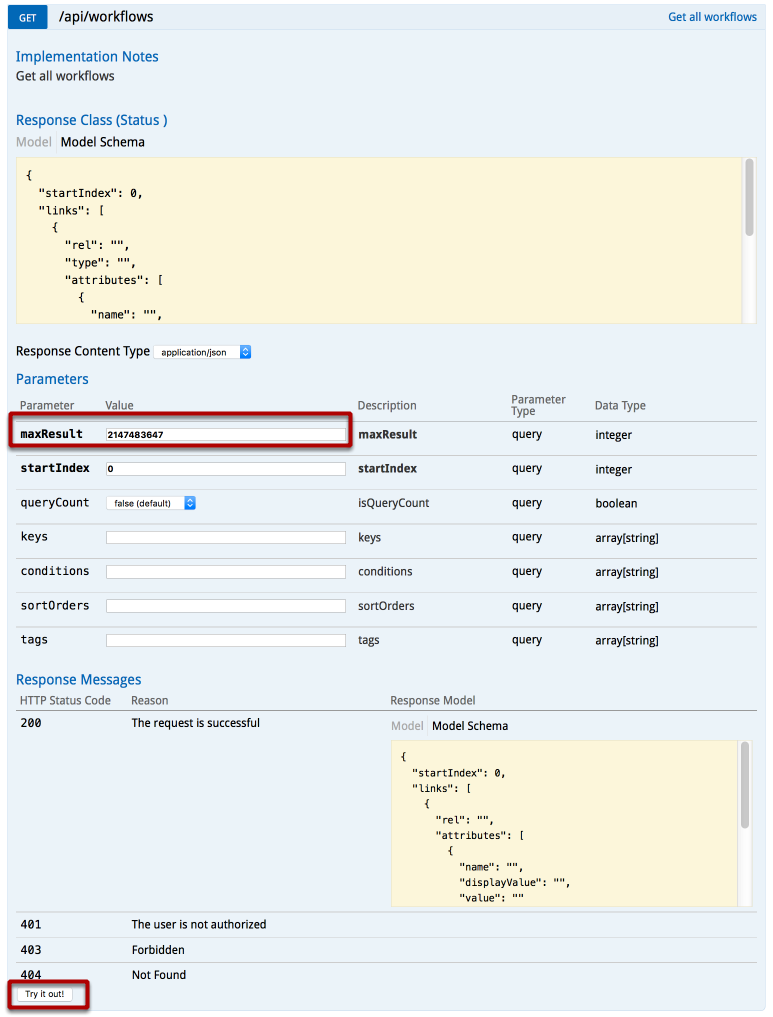 GET /api/workflows Get all workflows
Implementation Notes
Get all workflows
Response Class (Status )
Model Model Schema
{
"startIndex": 0,
"links": [
{
"rel": "",
"type": "",
"attributes": [
{
"name": "",
Response Content Type application/json
Parameters
Parameter Value Description Parameter Type Data Type
maxResult 2147483647 maxResult query integer
startIndex 0 startIndex query integer
queryCount false (default) isQueryCount query boolean
keys keys query array[string]
conditions conditions query array[string]
sortOrders sortOrders query array[string]
tags tags query array[string]
Response Messages
HTTP Status Code Reason Response Model
200 The request is successful Model Model Schema
{
"startIndex": 0,
"links": [
{
"rel": "",
"attributes": [
{
"name": "",
"displayValue": "",
"value": ""
401 The user is not authorized
403 Forbidden
404 Not Found
Try it out!